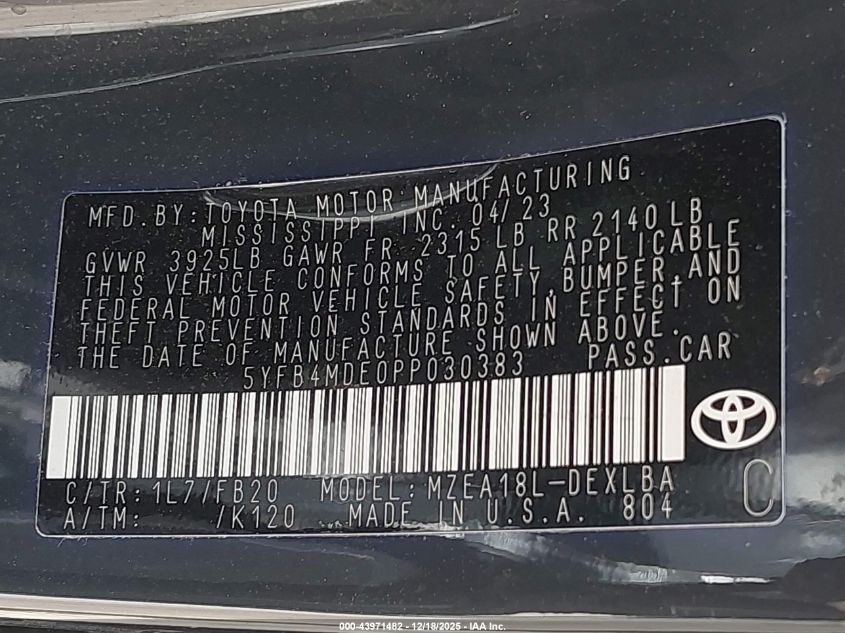 MFD. BY: TOYOTA MOTOR MANUFACTURING
MISSISSIPPI INC. 04/23
GVWR 3925LB GAWR FR 2315 LB RR 2140 LB
THIS VEHICLE CONFORMS TO ALL APPLICABLE
FEDERAL MOTOR VEHICLE SAFETY, BUMPER, AND
THEFT PREVENTION STANDARDS IN EFFECT ON
THE DATE OF MANUFACTURE SHOWN ABOVE.
5YFB4MDE0PP030383 PASS. CAR
C/TR: 1L7/FB20 MODEL: MZEA18L-DEXLBA
A/TM: /K120 MADE IN U.S.A. 804
C
000-43971482 - 12/18/2025 - IAA Inc.